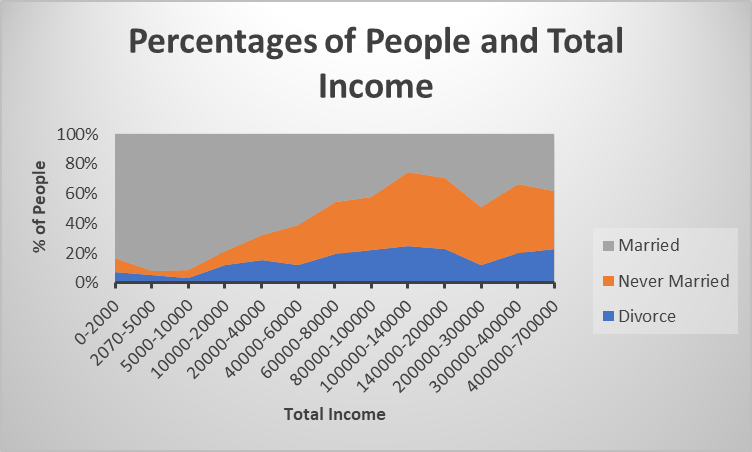 Percentages of People and Total
Income
% of People
100%
80%
60%
40%
20%
0%
0-2000
2070-5000
5000-10000
10000-20000
20000-40000
40000-60000
60000-80000
80000-100000
100000-140000
140000-200000
200000-300000
300000-400000
400000-700000
Total Income
Married
Never Married
Divorce